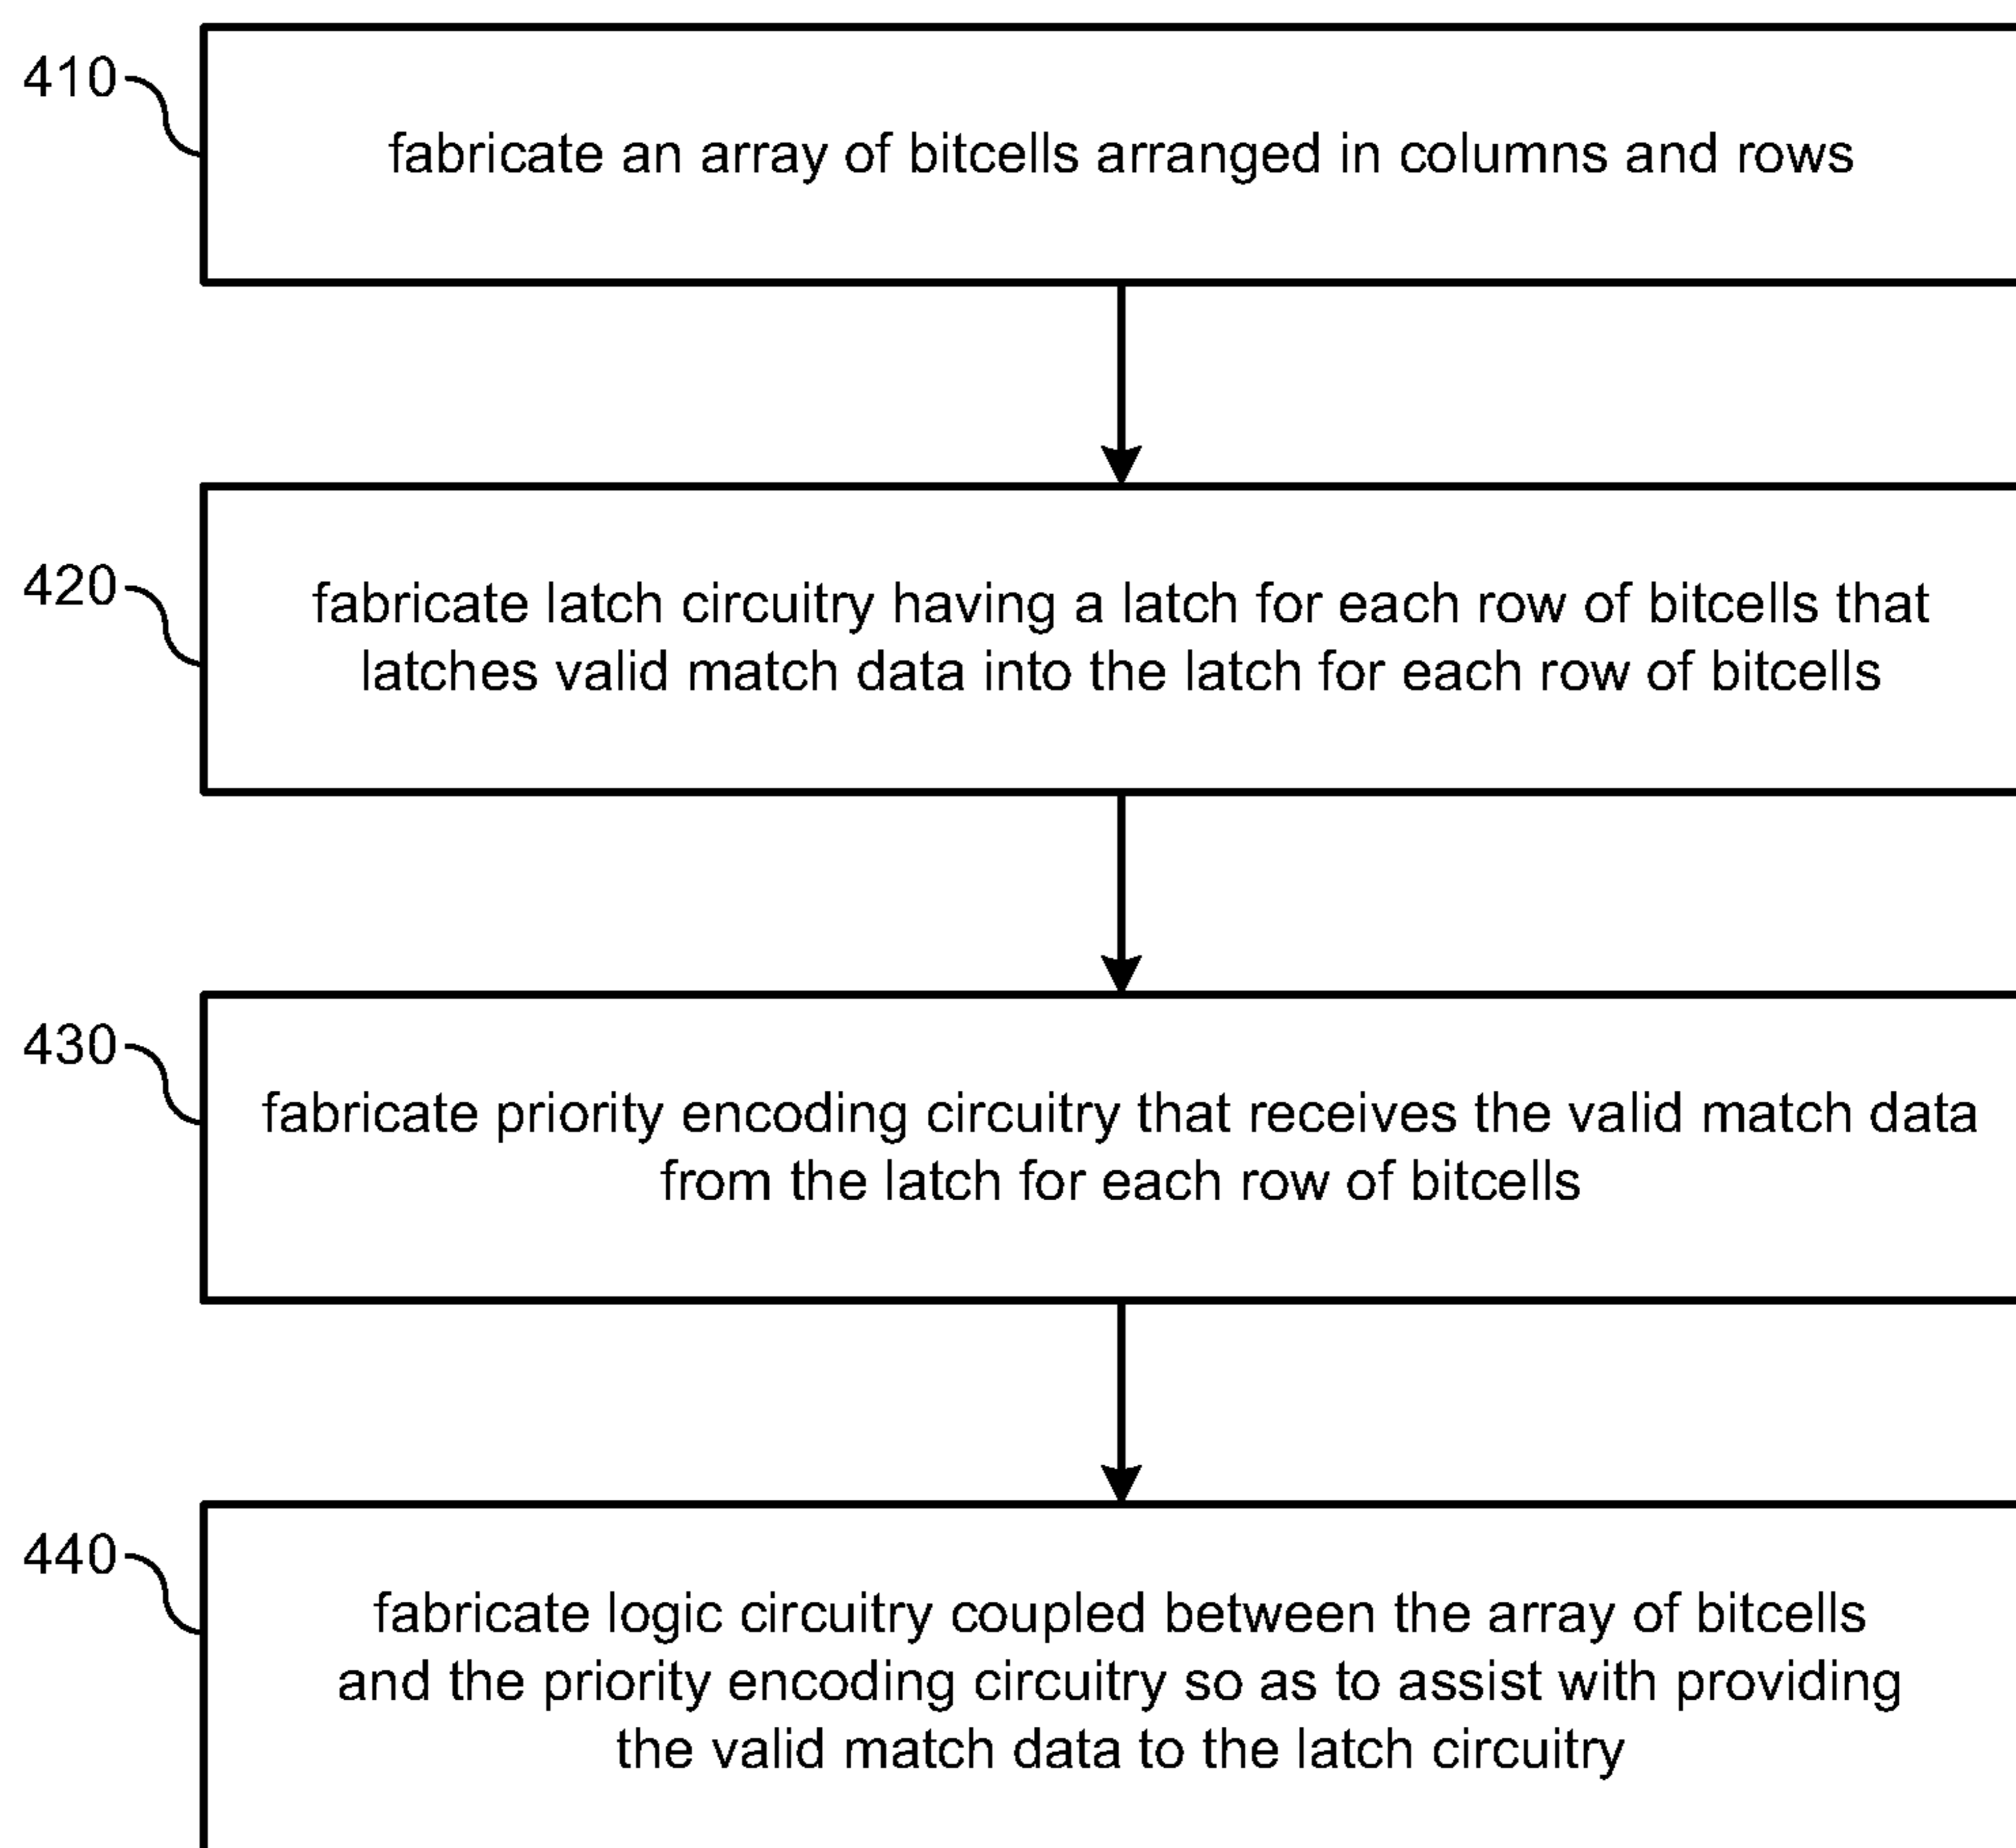 410
fabricate an array of bitcells arranged in columns and rows
420
fabricate latch circuitry having a latch for each row of bitcells that
latches valid match data into the latch for each row of bitcells
430
fabricate priority encoding circuitry that receives the valid match data
from the latch for each row of bitcells
440
fabricate logic circuitry coupled between the array of bitcells
and the priority encoding circuitry so as to assist with providing
the valid match data to the latch circuitry